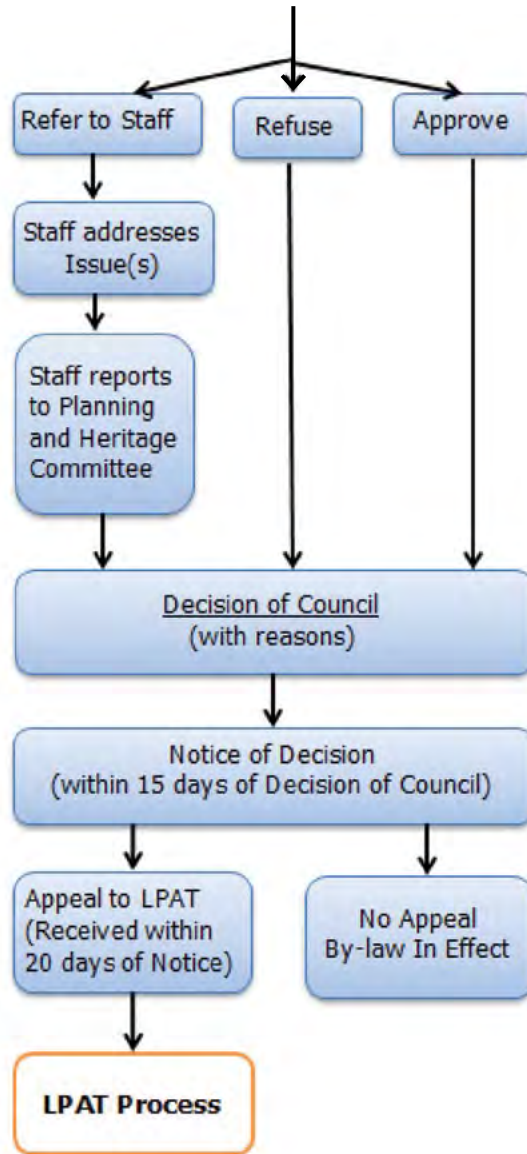 Refer to Staff
Refuse
Approve
Staff addresses
Issue(s)
Staff reports
to Planning
and Heritage
Committee
Decision of Council
(with reasons)
Notice of Decision
(within 15 days of Decision of Council)
Appeal to LPAT
(Received within
20 days of Notice)
No Appeal
By-law In Effect
LPAT Process